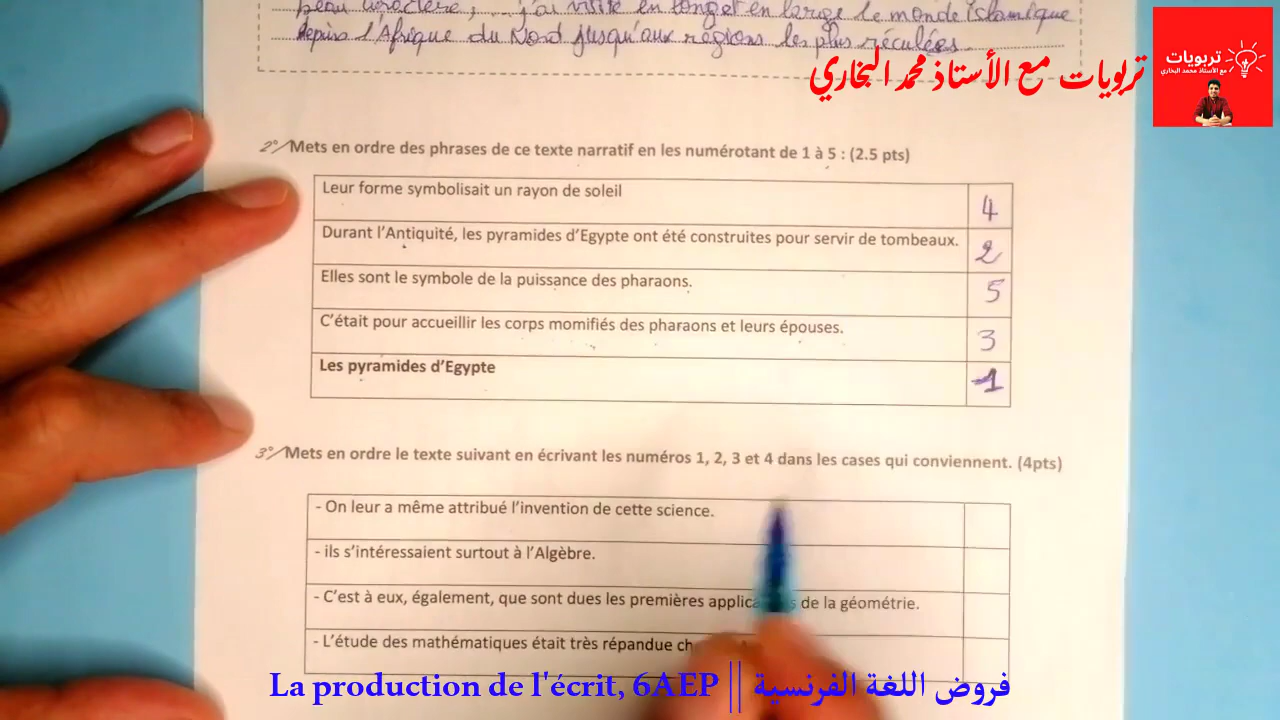 beau caractère, ... j'ai visité en long et en large le monde islamique
depuis l'Afrique du Nord jusqu'aux régions les plus réculées.
تربويات مع الأستاذ محمد البخاري
تربويات
مع الأستاذ محمد البخاري
2°/ Mets en ordre des phrases de ce texte narratif en les numérotant de 1 à 5 : (2.5 pts)
Leur forme symbolisait un rayon de soleil 4
Durant l'Antiquité, les pyramides d'Egypte ont été construites pour servir de tombeaux. 2
Elles sont le symbole de la puissance des pharaons. 5
C'était pour accueillir les corps momifiés des pharaons et leurs épouses. 3
Les pyramides d'Egypte 1
3°/ Mets en ordre le texte suivant en écrivant les numéros 1, 2, 3 et 4 dans les cases qui conviennent. (4pts)
- On leur a même attribué l'invention de cette science.
- ils s'intéressaient surtout à l'Algèbre.
- C'est à eux, également, que sont dues les premières applica s de la géométrie.
- L'étude des mathématiques était très répandue ch
La production de l'écrit, 6AEP || فروض اللغة الفرنسية